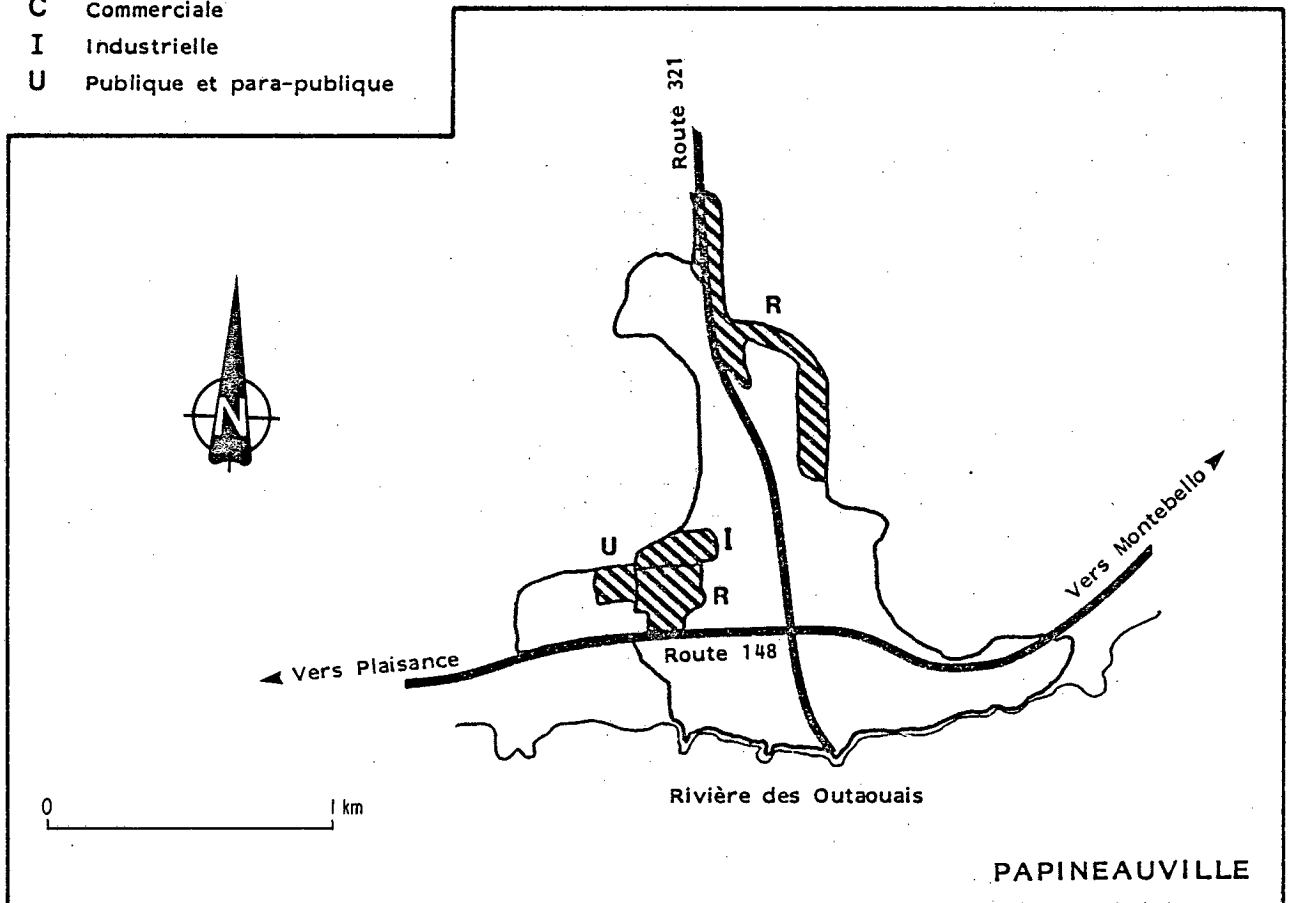 C Commerciale
I Industrielle
U Publique et para-publique
Route 321
R
N
U
I
R
Vers Montebello
Route 148
Vers Plaisance
Rivière des Outaouais
0 1 km
PAPINEAUVILLE